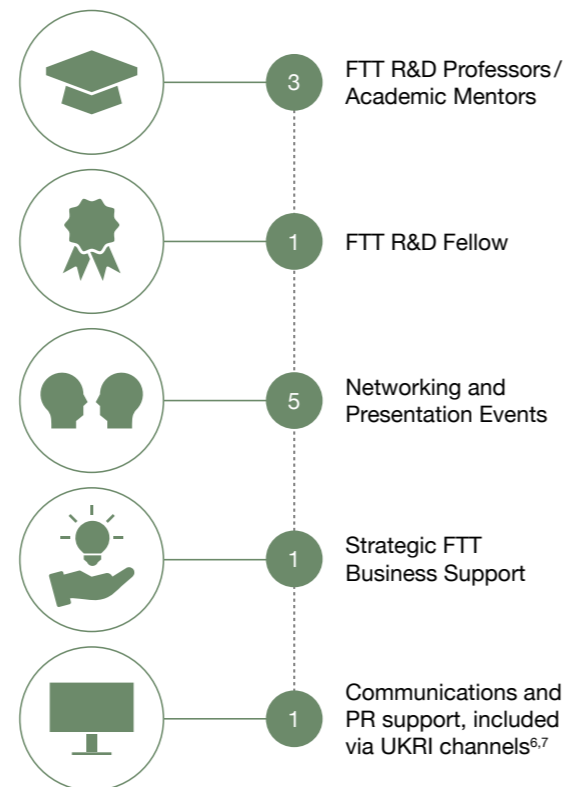 3
FTT R&D Professors/
Academic Mentors
1
FTT R&D Fellow
5
Networking and
Presentation Events
1
Strategic FTT
Business Support
1
Communications and
PR support, included
via UKRI channels⁶,⁷